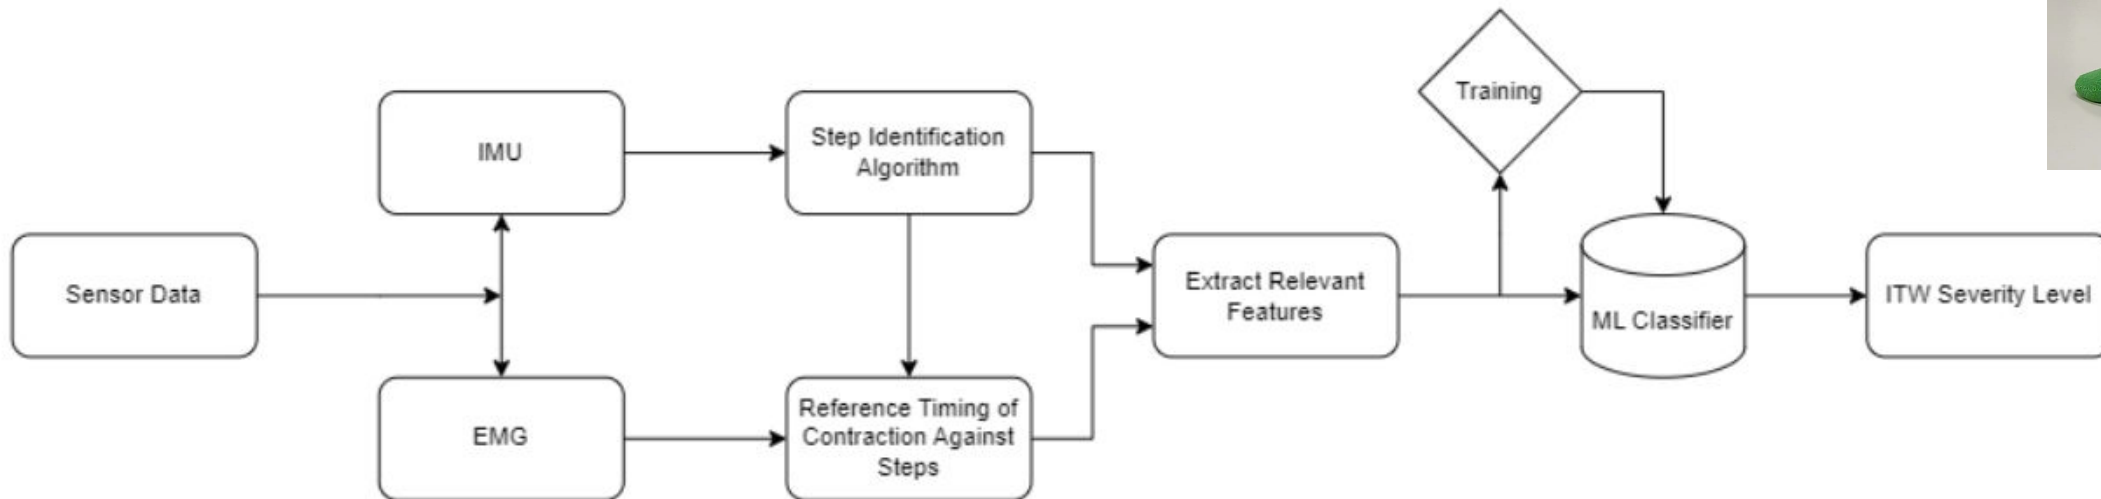 Sensor Data
IMU
EMG
Step Identification
Algorithm
Reference Timing of
Contraction Against
Steps
Extract Relevant
Features
Training
ML Classifier
ITW Severity Level